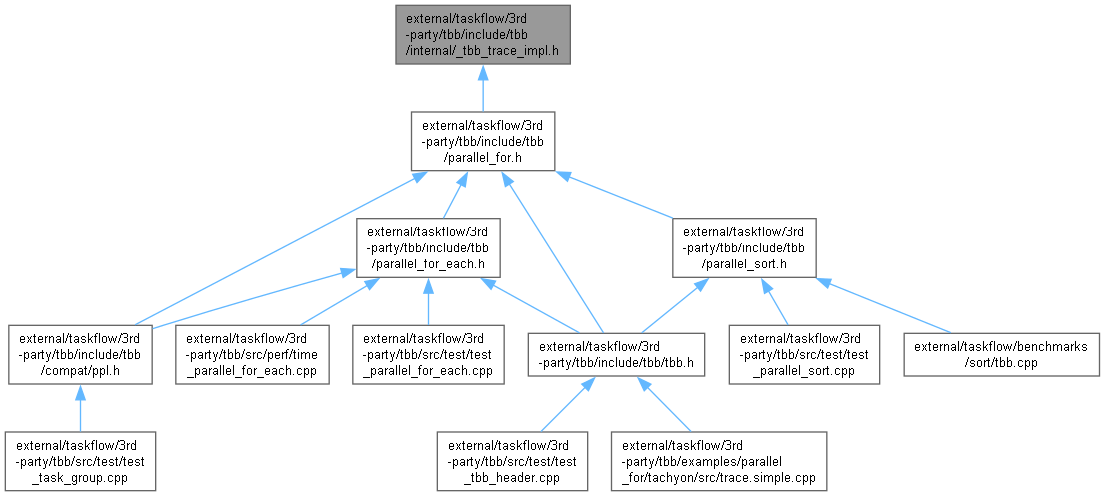 external/taskflow/3rd
-party/tbb/include/tbb
/internal/_tbb_trace_impl.h
external/taskflow/3rd
-party/tbb/include/tbb
/parallel_for.h
external/taskflow/3rd
-party/tbb/include/tbb
/parallel_for_each.h
external/taskflow/3rd
-party/tbb/include/tbb
/parallel_sort.h
external/taskflow/3rd
-party/tbb/include/tbb
/compat/ppl.h
external/taskflow/3rd
-party/tbb/src/perf/time
_parallel_for_each.cpp
external/taskflow/3rd
-party/tbb/src/test/test
_parallel_for_each.cpp
external/taskflow/3rd
-party/tbb/include/tbb/tbb.h
external/taskflow/3rd
-party/tbb/src/test/test
_parallel_sort.cpp
external/taskflow/benchmarks
/sort/tbb.cpp
external/taskflow/3rd
-party/tbb/src/test/test
_task_group.cpp
external/taskflow/3rd
-party/tbb/src/test/test
_tbb_header.cpp
external/taskflow/3rd
-party/tbb/examples/parallel
_for/tachyon/src/trace.simple.cpp